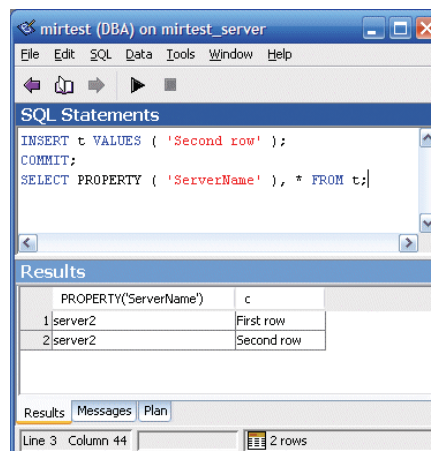 mirtest (DBA) on mirtest_server
File Edit SQL Data Tools Window Help
SQL Statements
INSERT t VALUES ( 'Second row' );
COMMIT;
SELECT PROPERTY ( 'ServerName' ), * FROM t;
Results
PROPERTY('ServerName') c
1 server2 First row
2 server2 Second row
Results Messages Plan
Line 3 Column 44 2 rows